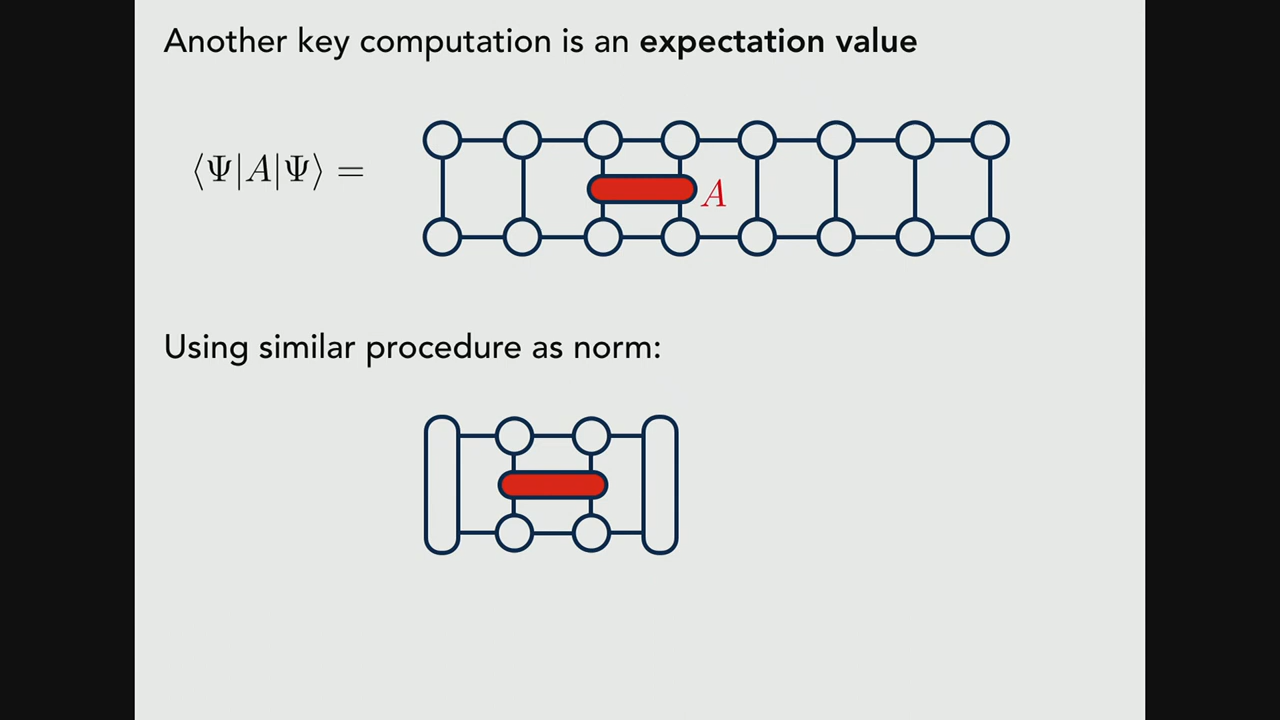 Another key computation is an expectation value
⟨Ψ|A|Ψ⟩ =
A
Using similar procedure as norm: